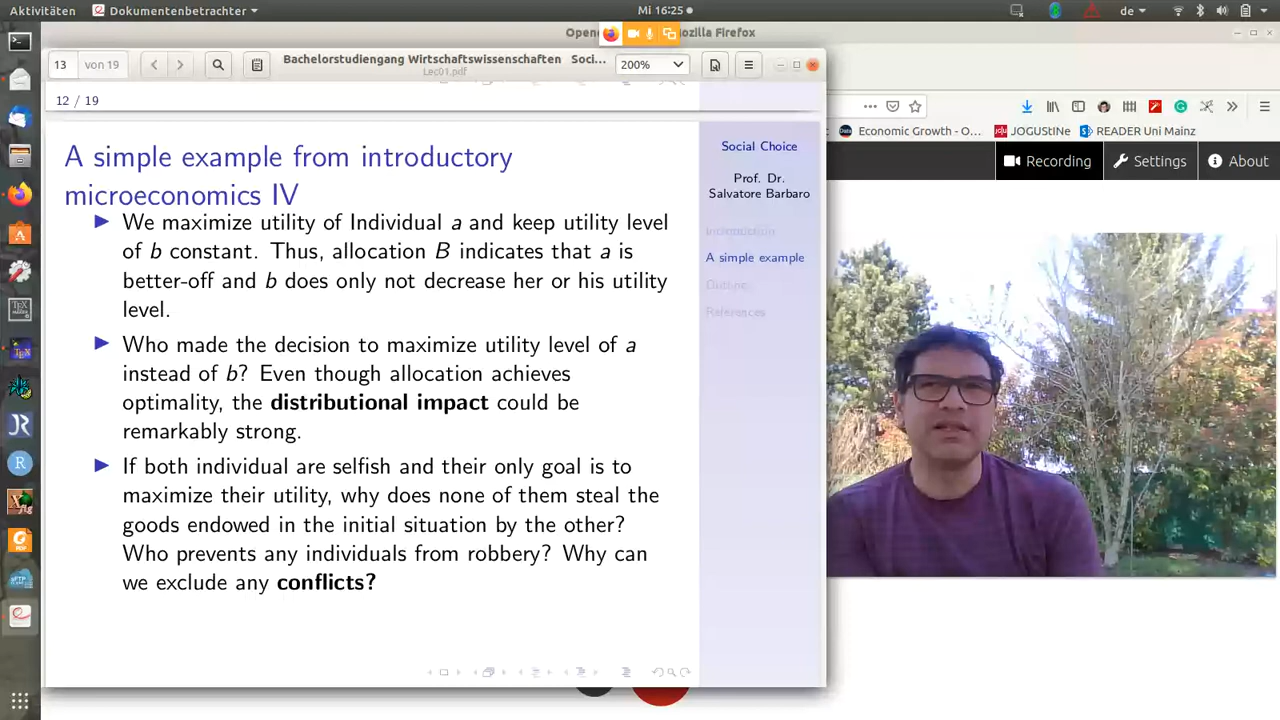 Aktivitäten
Dokumentenbetrachter
Mi 16:25
de
Openc
ozilla Firefox
13
von 19
Bachelorstudiengang Wirtschaftswissenschaften Soci…
Lec01.pdf
200%
12 / 19
A simple example from introductory
microeconomics IV
We maximize utility of Individual a and keep utility level
of b constant. Thus, allocation B indicates that a is
better-off and b does only not decrease her or his utility
level.
Who made the decision to maximize utility level of a
instead of b? Even though allocation achieves
optimality, the distributional impact could be
remarkably strong.
If both individual are selfish and their only goal is to
maximize their utility, why does none of them steal the
goods endowed in the initial situation by the other?
Who prevents any individuals from robbery? Why can
we exclude any conflicts?
Social Choice
Prof. Dr.
Salvatore Barbaro
Introduction
A simple example
Outline
References
Economic Growth - O…
JOGUStINe
READER Uni Mainz
Recording
Settings
About